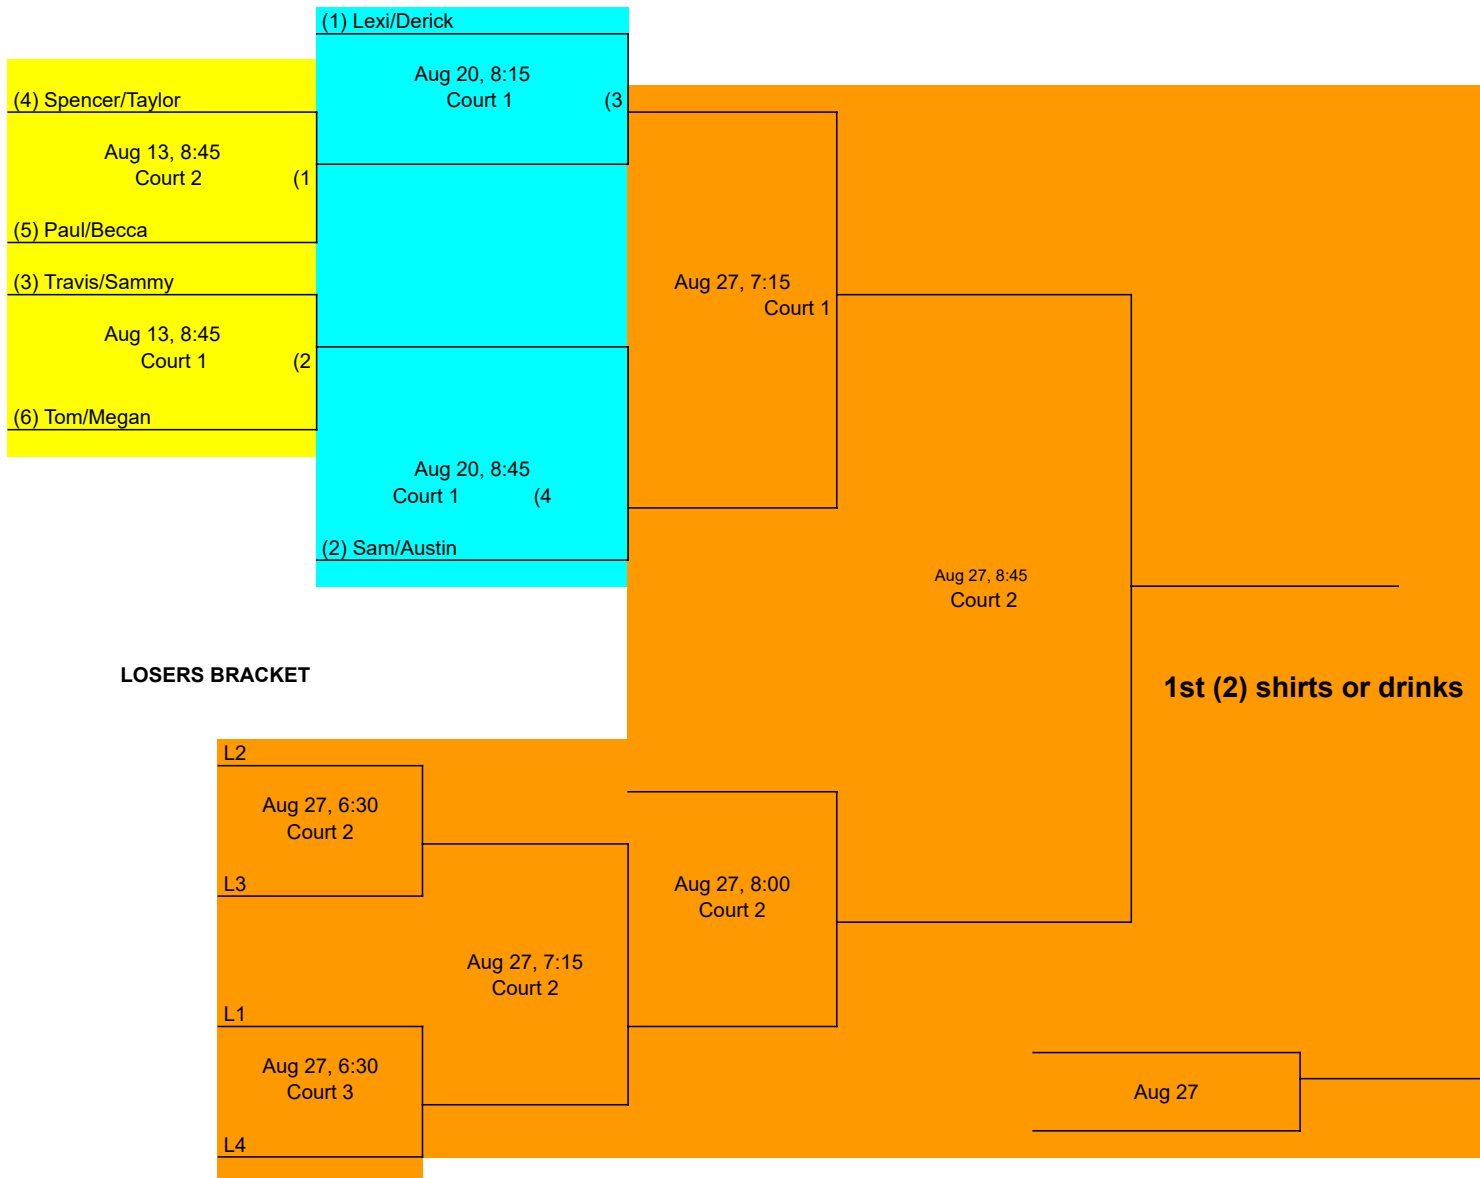 (1) Lexi/Derick
Aug 20, 8:15
Court 1 (3
(4) Spencer/Taylor
Aug 13, 8:45
Court 2 (1
(5) Paul/Becca
(3) Travis/Sammy
Aug 27, 7:15
Court 1
Aug 13, 8:45
Court 1 (2
(6) Tom/Megan
Aug 20, 8:45
Court 1 (4
(2) Sam/Austin
Aug 27, 8:45
Court 2
LOSERS BRACKET
1st (2) shirts or drinks
L2
Aug 27, 6:30
Court 2
L3
Aug 27, 8:00
Court 2
Aug 27, 7:15
Court 2
L1
Aug 27, 6:30
Court 3
Aug 27
L4